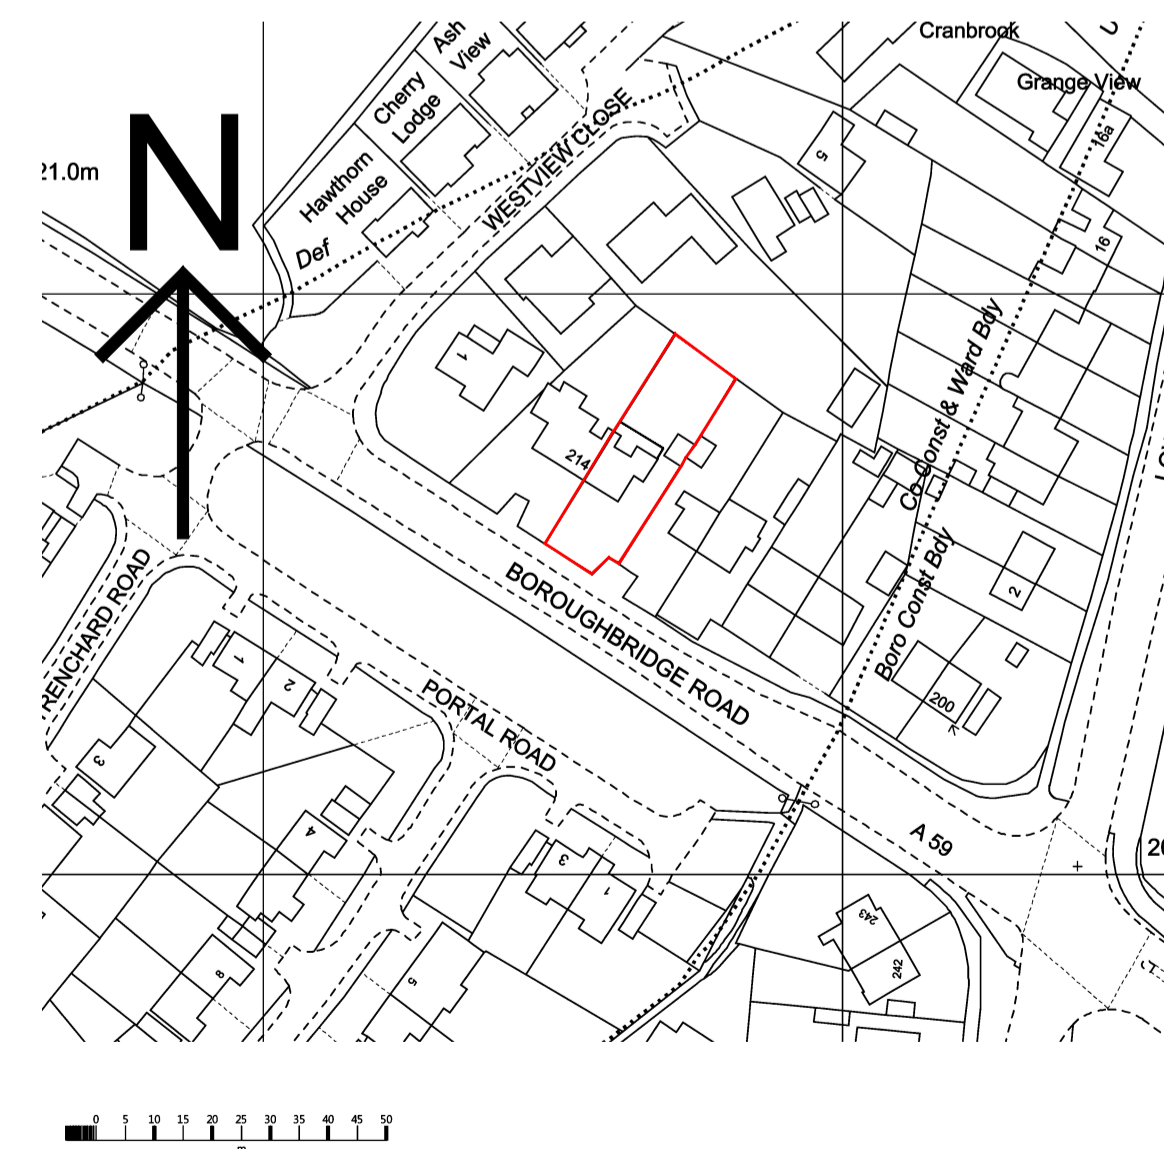 Cranbrook
Ash
View
Grange View
Cherry
Lodge
WESTVIEW CLOSE
16a
5
21.0m
N
Hawthorn
House
Def
16
1
Co Const & Ward Bdy
214
Boro Const Bdy
BOROUGHBRIDGE ROAD
2
RENCHARD ROAD
1
2
PORTAL ROAD
200
3
4
A 59
20
3
1
243
242
8
5
0 5 10 15 20 25 30 35 40 45 50
m